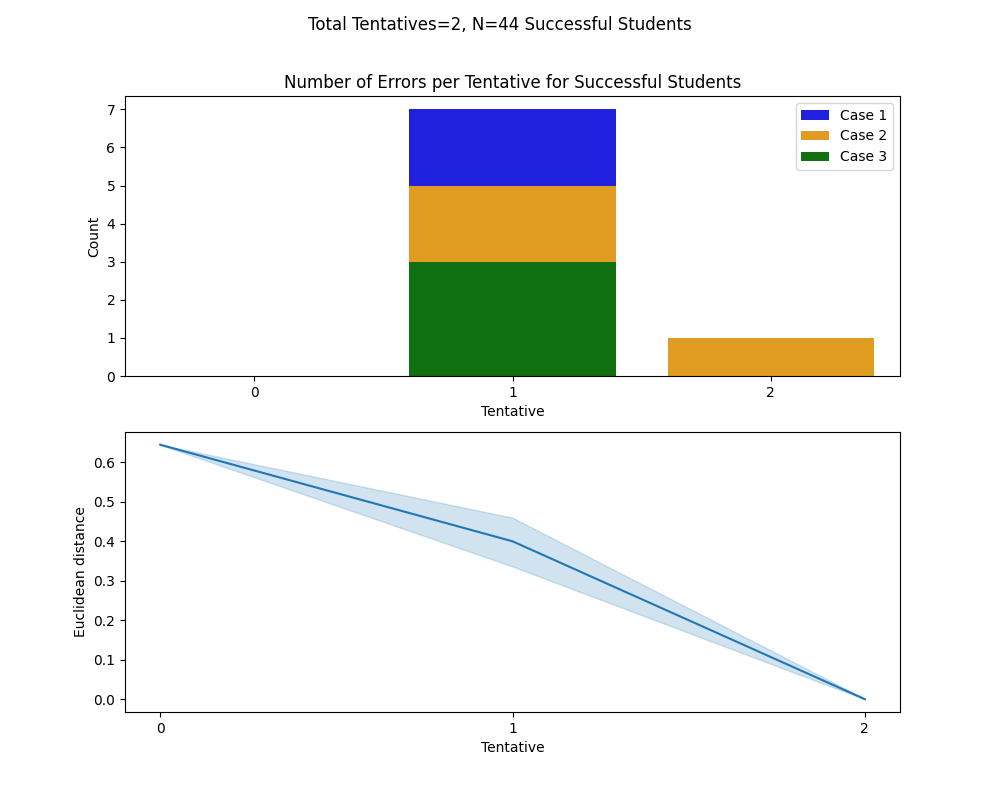 Total Tentatives=2, N=44 Successful Students
Number of Errors per Tentative for Successful Students
7
6
5
4
3
2
1
0
Count
Case 1
Case 2
Case 3
0 1 2
Tentative
0.6
0.5
0.4
0.3
0.2
0.1
0.0
Euclidean distance
0 1 2
Tentative